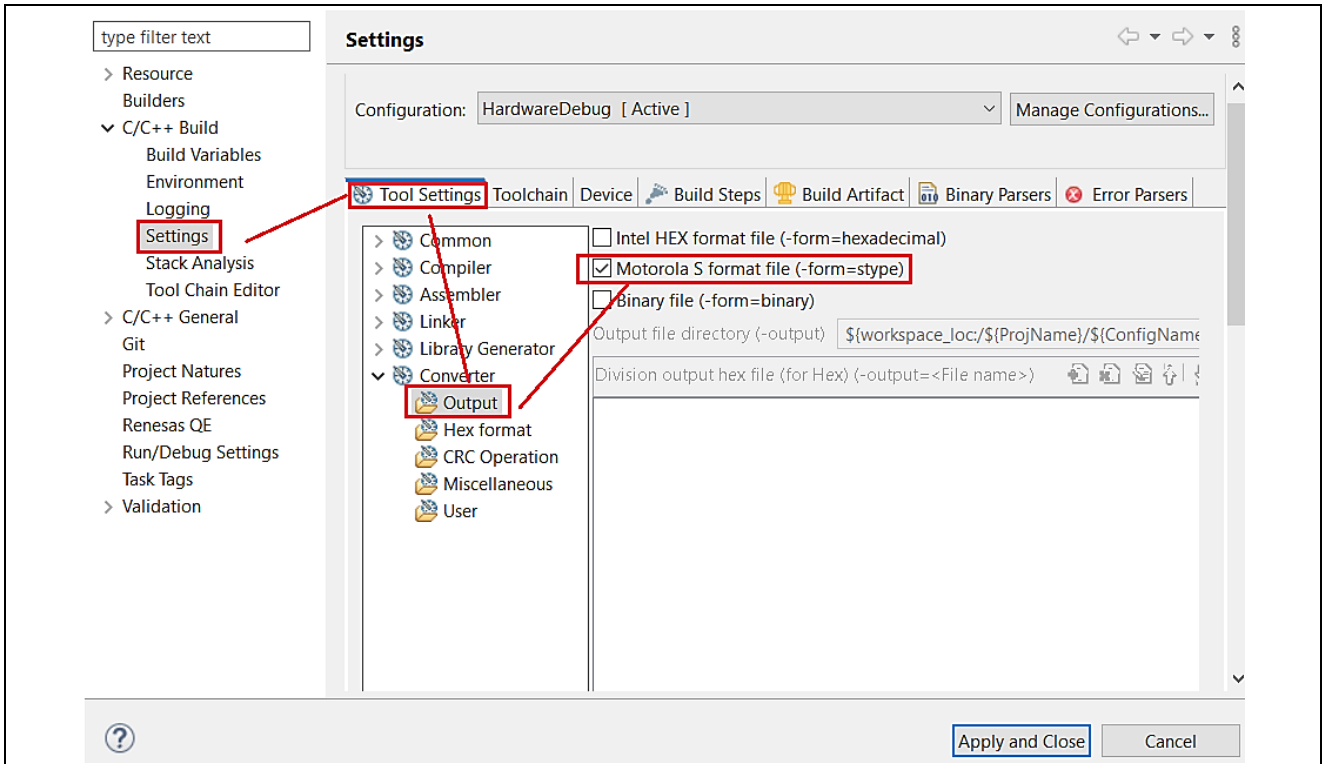 type filter text
Resource
Builders
C/C++ Build
Build Variables
Environment
Logging
Settings
Stack Analysis
Tool Chain Editor
C/C++ General
Git
Project Natures
Project References
Renesas QE
Run/Debug Settings
Task Tags
Validation
Settings
Configuration: HardwareDebug [ Active ] Manage Configurations...
Tool Settings Toolchain Device Build Steps Build Artifact Binary Parsers Error Parsers
Common
Compiler
Assembler
Linker
Library Generator
Converter
Output
Hex format
CRC Operation
Miscellaneous
User
Intel HEX format file (-form=hexadecimal)
Motorola S format file (-form=stype)
Binary file (-form=binary)
Output file directory (-output) ${workspace_loc:/${ProjName}/${ConfigName
Division output hex file (for Hex) (-output=<File name>)
Apply and Close Cancel